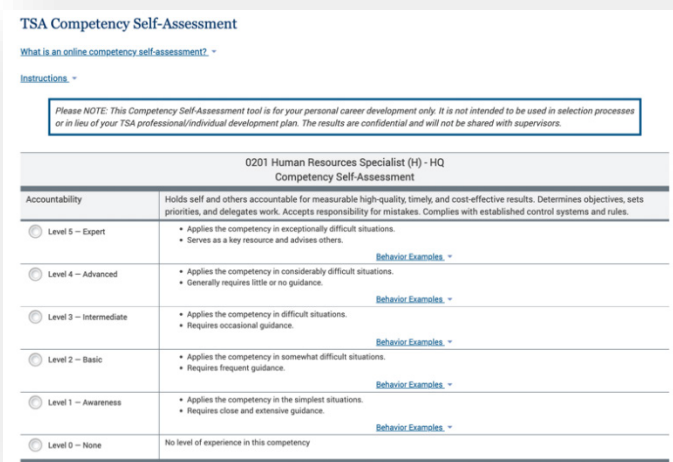 TSA Competency Self-Assessment
What is an online competency self-assessment?
Instructions
Please NOTE: This Competency Self-Assessment tool is for your personal career development only. It is not intended to be used in selection processes
or in lieu of your TSA professional/individual development plan. The results are confidential and will not be shared with supervisors.
0201 Human Resources Specialist (H) - HQ
Competency Self-Assessment
Accountability
Holds self and others accountable for measurable high-quality, timely, and cost-effective results. Determines objectives, sets
priorities, and delegates work. Accepts responsibility for mistakes. Complies with established control systems and rules.
Level 5 — Expert
• Applies the competency in exceptionally difficult situations.
• Serves as a key resource and advises others.
Behavior Examples
Level 4 — Advanced
• Applies the competency in considerably difficult situations.
• Generally requires little or no guidance.
Behavior Examples
Level 3 — Intermediate
• Applies the competency in difficult situations.
• Requires occasional guidance.
Behavior Examples
Level 2 — Basic
• Applies the competency in somewhat difficult situations.
• Requires frequent guidance.
Behavior Examples
Level 1 — Awareness
• Applies the competency in the simplest situations.
• Requires close and extensive guidance.
Behavior Examples
Level 0 — None
No level of experience in this competency